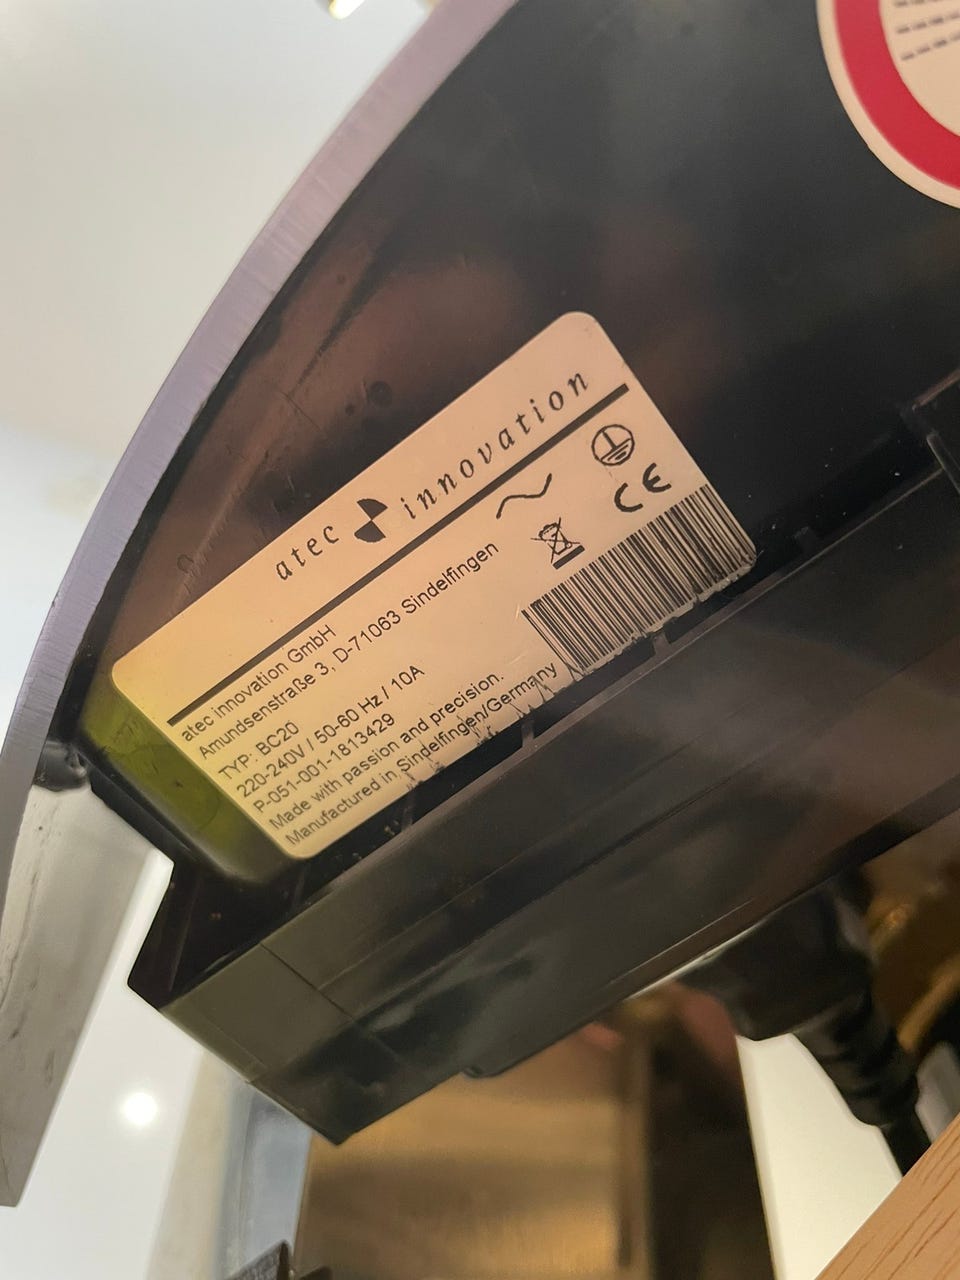 atec innovation
atec innovation GmbH
Amundsenstraße 3, D-71063 Sindelfingen
TYP: BC20
220-240V / 50-60 Hz / 10A
P-051-001-1813429
Made with passion and precision.
Manufactured in Sindelfingen/Germany
CE